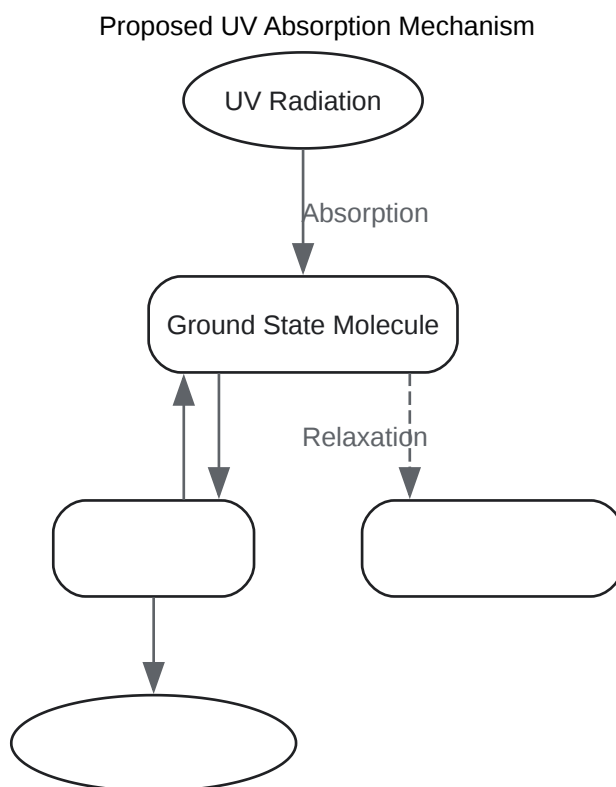 Proposed UV Absorption Mechanism
UV Radiation
Absorption
Ground State Molecule
Relaxation